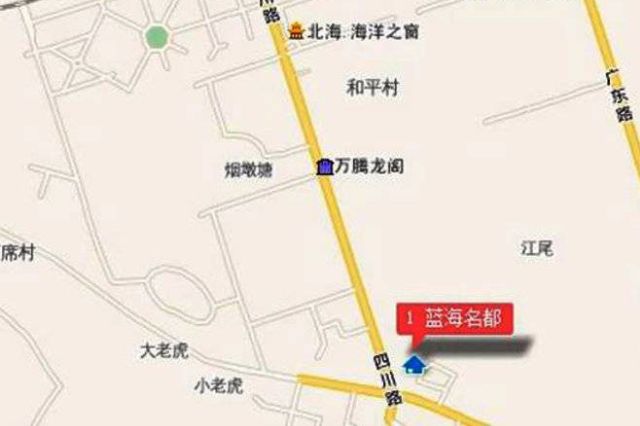 川路
北海 海洋之窗
和平村
广东路
万腾龙阁
烟墩塘
江尾
席村
1 蓝海名都
大老虎
小老虎
四川路